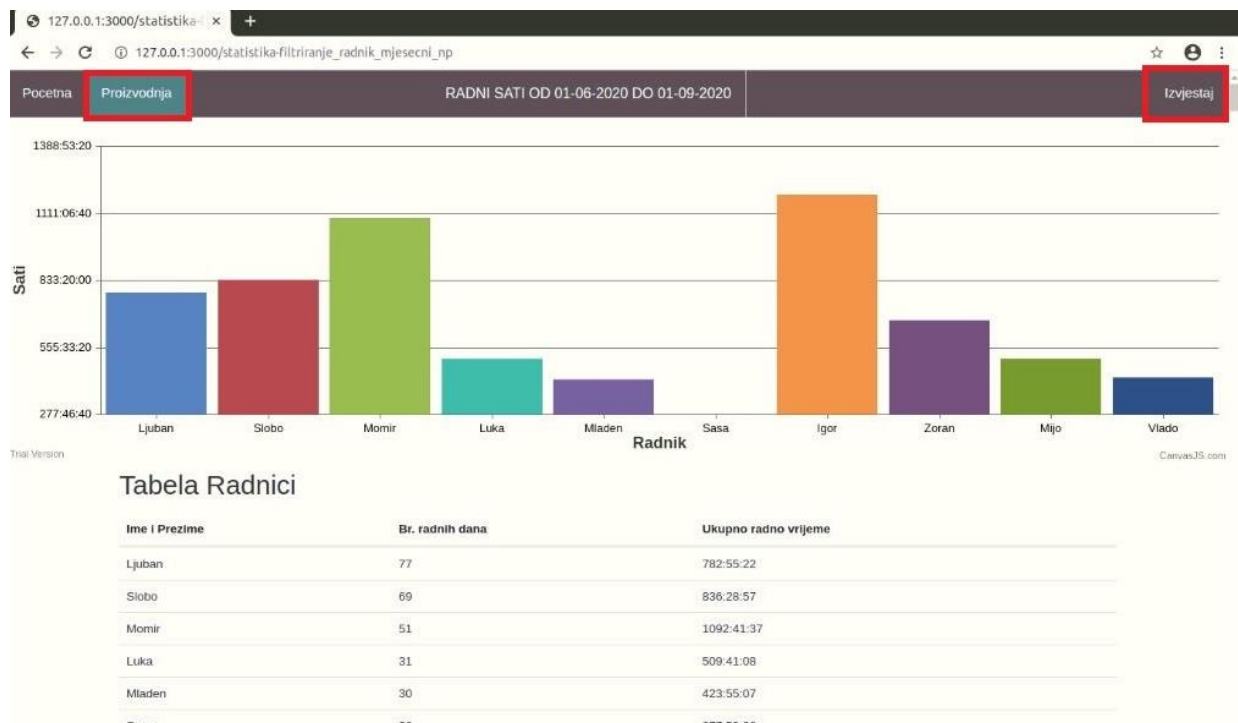 127.0.0.1:3000/statistika-
127.0.0.1:3000/statistika-filtriranje_radnik_mjesecni_np
Pocetna
Proizvodnja
RADNI SATI OD 01-06-2020 DO 01-09-2020
Izvjestaj
1388:53:20
1111:06:40
833:20:00
555:33:20
277:46:40
Sati
Ljuban Slobo Momir Luka Mladen Sasa Igor Zoran Mijo Vlado
Radnik
Trial Version
CanvasJS.com
Tabela Radnici
Ime i Prezime Br. radnih dana Ukupno radno vrijeme
Ljuban 77 782:55:22
Slobo 69 836:28:57
Momir 51 1092:41:37
Luka 31 509:41:08
Mladen 30 423:55:07